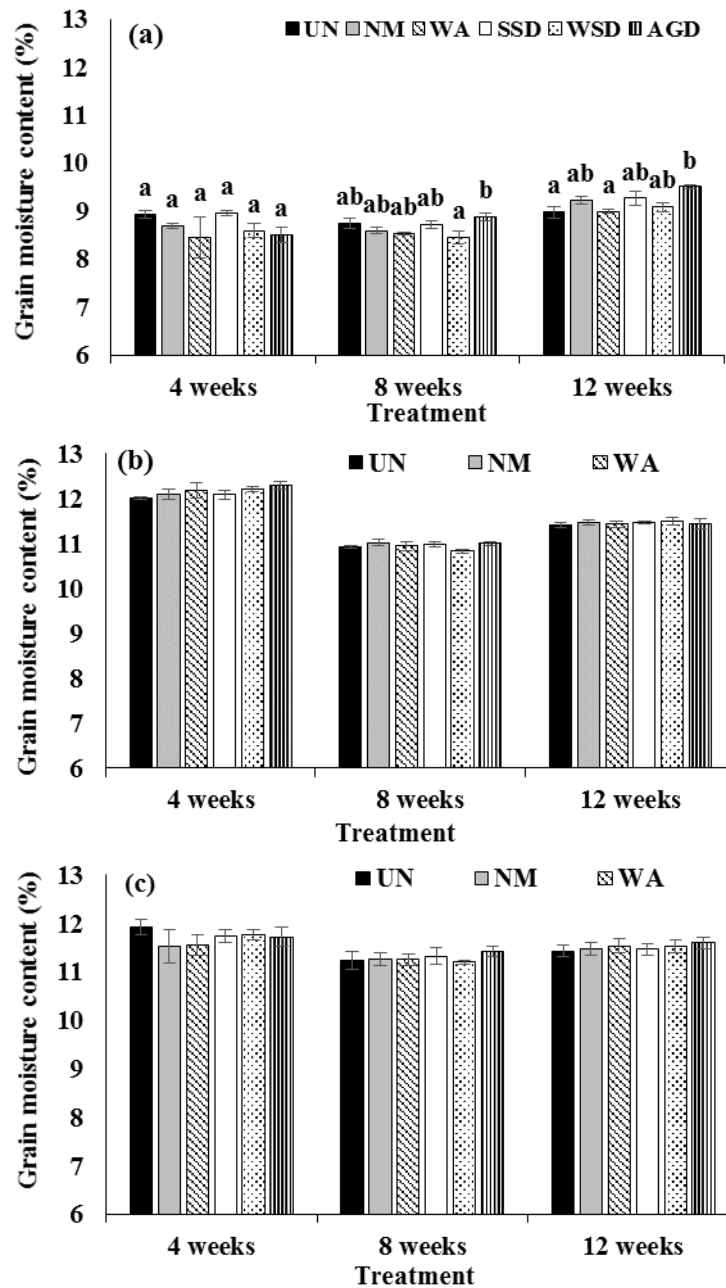 (a) UN NM WA SSD WSD AGD
Grain moisture content (%)
13
12
11
10
9
8
7
6
a a a a a a
ab ab ab ab a b
a ab a ab ab b
4 weeks 8 weeks 12 weeks
Treatment
(b) UN NM WA
Grain moisture content (%)
13
12
11
10
9
8
7
6
4 weeks 8 weeks 12 weeks
Treatment
(c) UN NM WA
Grain moisture content (%)
13
12
11
10
9
8
7
6
4 weeks 8 weeks 12 weeks
Treatment